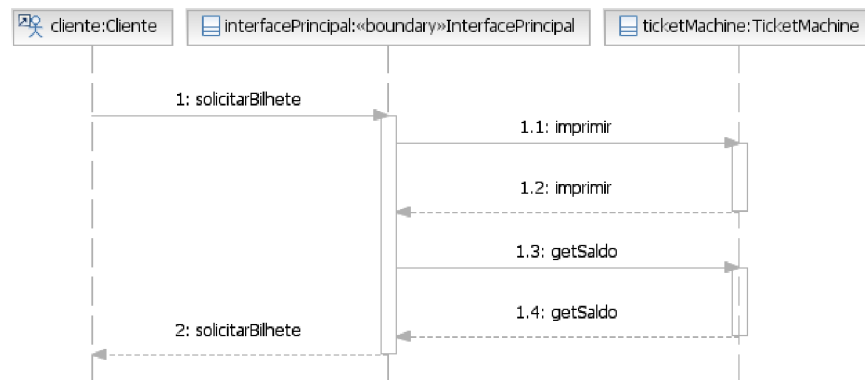 cliente:Cliente
interfacePrincipal:«boundary»InterfacePrincipal
ticketMachine:TicketMachine
1: solicitarBilhete
1.1: imprimir
1.2: imprimir
1.3: getSaldo
1.4: getSaldo
2: solicitarBilhete